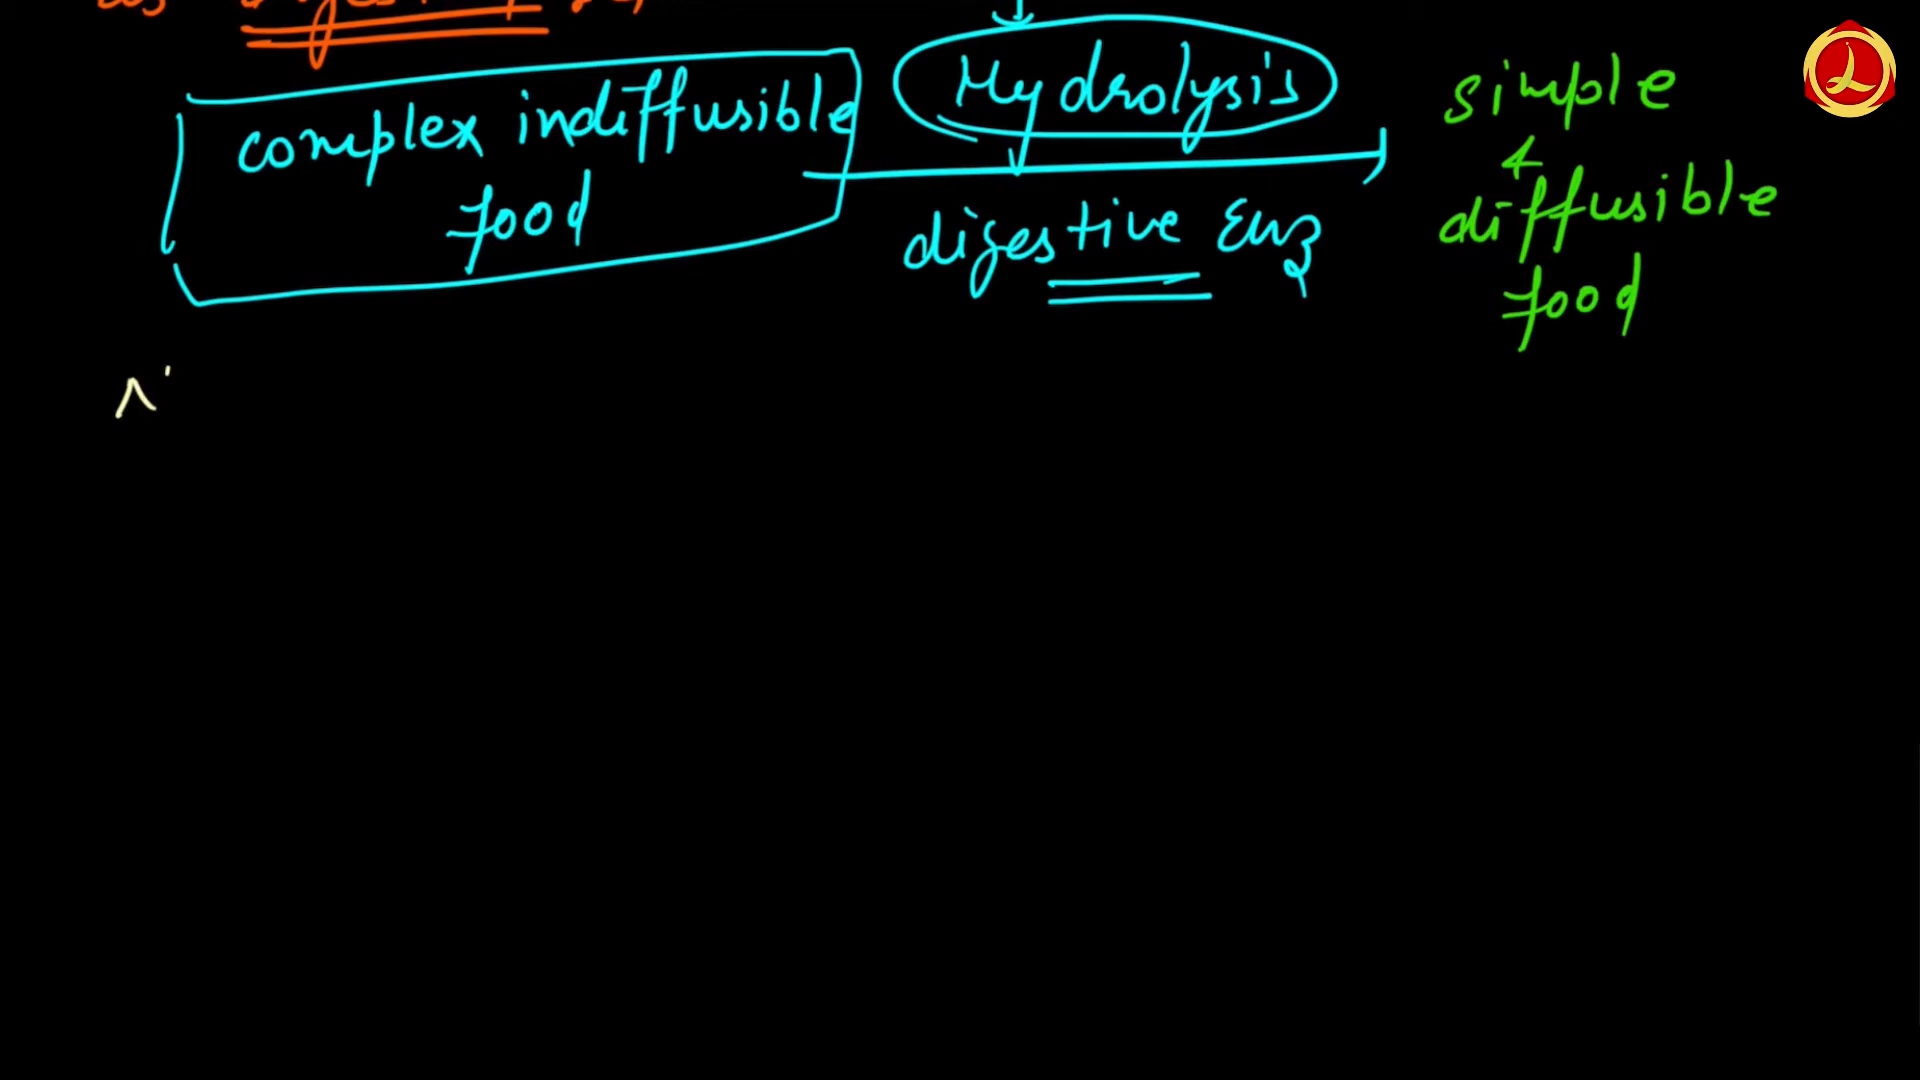 complex indiffusible
food
Hydrolysis
digestive Enz
simple
&
diffusible
food